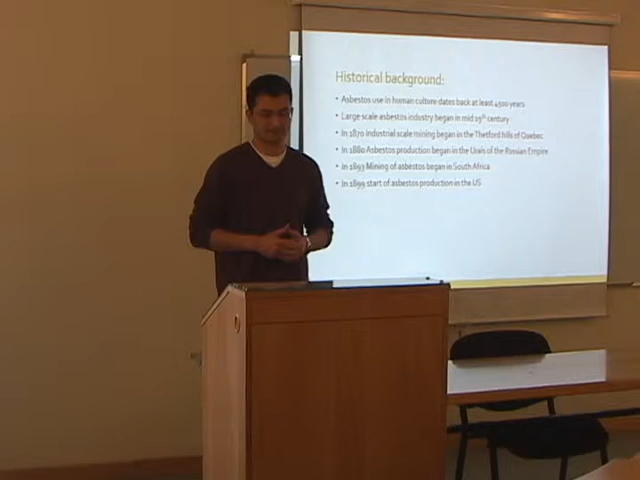 Historical background:
• Asbestos use in human culture dates back at least 4500 years
• Large scale asbestos industry began in mid 19th century
• In 1870 industrial scale mining began in the Thetford hills of Quebec
• In 1880 Asbestos production began in the Urals of the Russian Empire
• In 1893 Mining of asbestos began in South Africa
• In 1899 start of asbestos production in the US